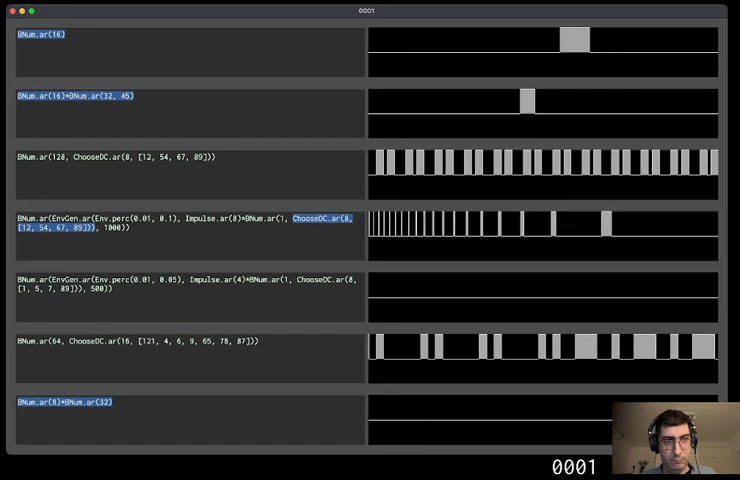 0001
BNum.ar(16)
BNum.ar(16)*BNum.ar(32, 45)
BNum.ar(128, ChooseDC.ar(8, [12, 54, 67, 89]))
BNum.ar(EnvGen.ar(Env.perc(0.01, 0.1), Impulse.ar(8)*BNum.ar(1, ChooseDC.ar(8,
[12, 54, 67, 89])), 1000))
BNum.ar(EnvGen.ar(Env.perc(0.01, 0.05), Impulse.ar(4)*BNum.ar(1, ChooseDC.ar(8,
[1, 5, 7, 89])), 500))
BNum.ar(64, ChooseDC.ar(16, [121, 4, 6, 9, 65, 78, 87]))
BNum.ar(8)*BNum.ar(32)
0001